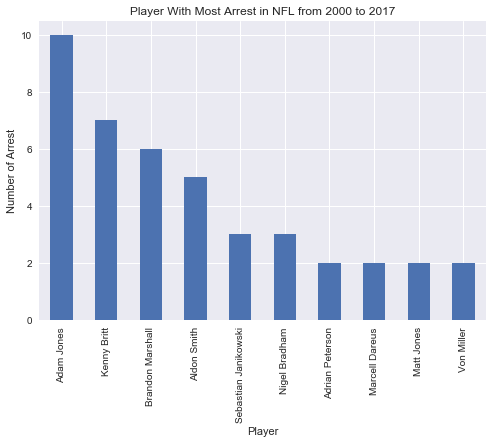 Player With Most Arrest in NFL from 2000 to 2017
Number of Arrest
10
8
6
4
2
0
Adam Jones
Kenny Britt
Brandon Marshall
Aldon Smith
Sebastian Janikowski
Nigel Bradham
Adrian Peterson
Marcell Dareus
Matt Jones
Von Miller
Player